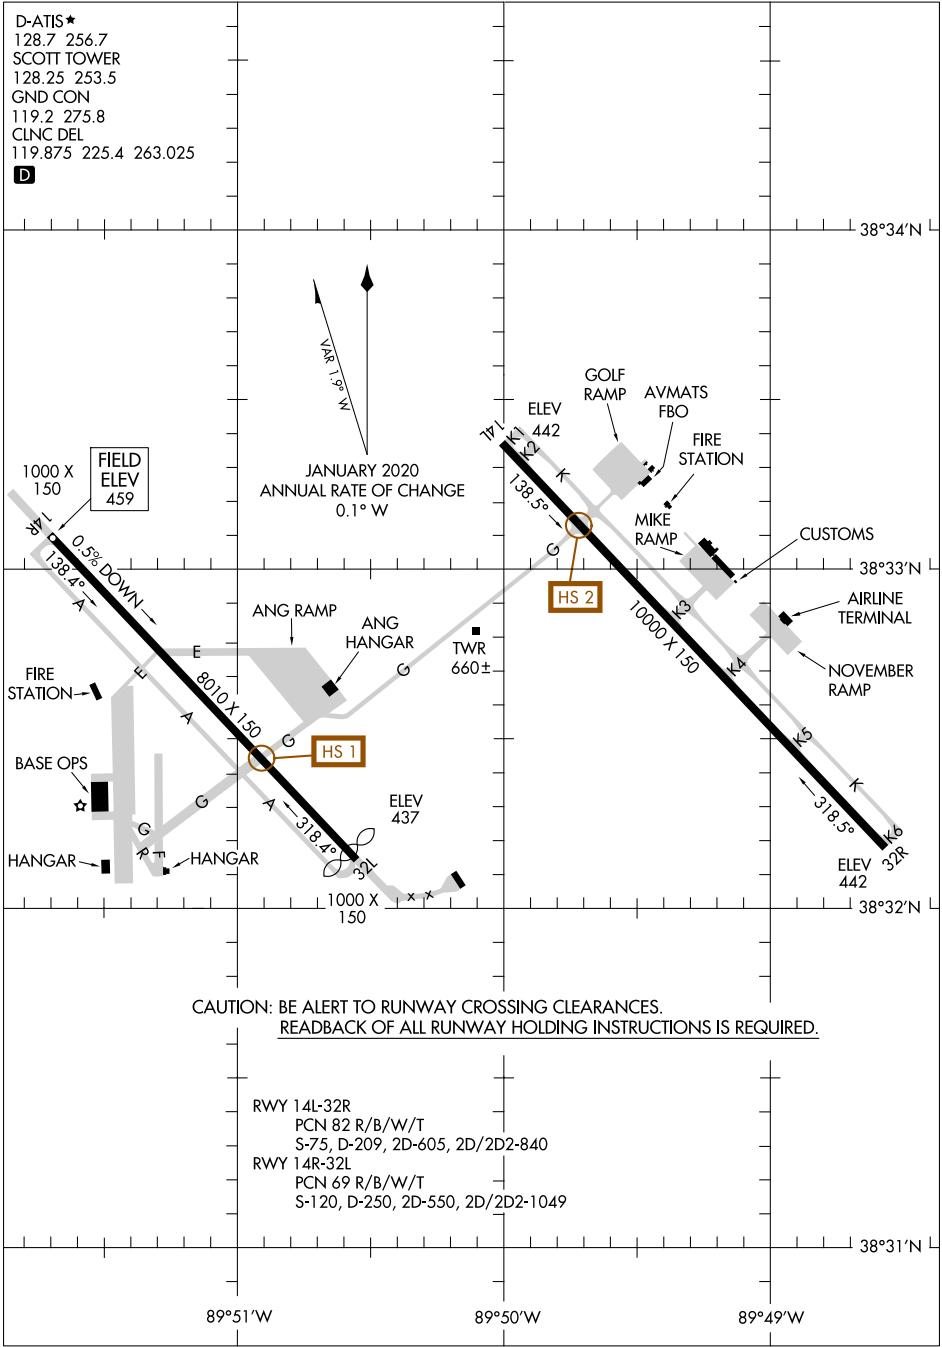 D-ATIS★
128.7 256.7
SCOTT TOWER
128.25 253.5
GND CON
119.2 275.8
CLNC DEL
119.875 225.4 263.025
D
38°34'N
VAR 1.9° W
JANUARY 2020
ANNUAL RATE OF CHANGE
0.1° W
GOLF
RAMP
AVMATS
FBO
FIRE
STATION
ELEV
442
14L
K1
K2
K
138.5°
G
HS 2
MIKE
RAMP
CUSTOMS
1000 X
150
FIELD
ELEV
459
14R
0.5% DOWN
138.4°
A
38°33'N
10000 X 150
K3
AIRLINE
TERMINAL
K4
NOVEMBER
RAMP
ANG RAMP
ANG
HANGAR
TWR
660±
G
E
E
FIRE
STATION
8010 X 150
A
G
HS 1
K5
BASE OPS
G
A
ELEV
437
K
318.5°
K6
32R
ELEV
442
G
R
F
318.4°
32L
HANGAR
HANGAR
1000 X
150
x x
38°32'N
CAUTION: BE ALERT TO RUNWAY CROSSING CLEARANCES.
READBACK OF ALL RUNWAY HOLDING INSTRUCTIONS IS REQUIRED.
RWY 14L-32R
PCN 82 R/B/W/T
S-75, D-209, 2D-605, 2D/2D2-840
RWY 14R-32L
PCN 69 R/B/W/T
S-120, D-250, 2D-550, 2D/2D2-1049
38°31'N
89°51'W
89°50'W
89°49'W